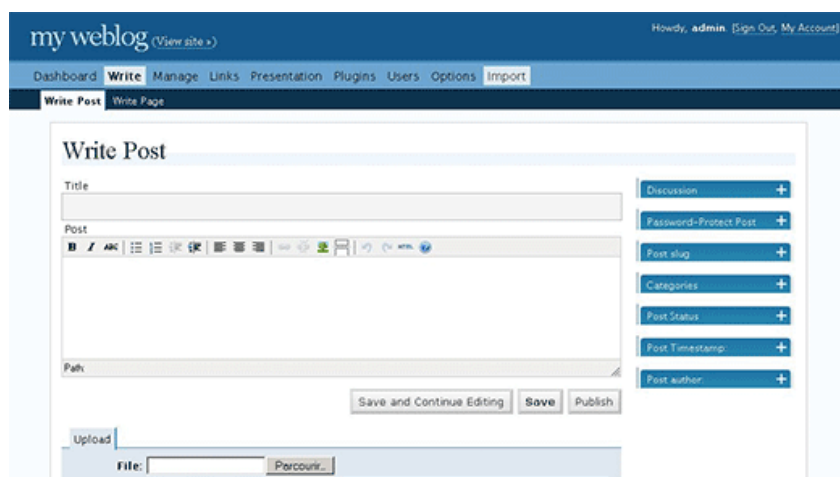 my weblog (View site »)
Howdy, admin. [Sign Out, My Account]
Dashboard Write Manage Links Presentation Plugins Users Options Import
Write Post Write Page
Write Post
Title
Discussion +
Password-Protect Post +
Post
B I ABC HTML ?
Post slug +
Categories +
Post Status +
Post Timestamp: +
Path:
Post author: +
Save and Continue Editing Save Publish
Upload
File: Parcourir...